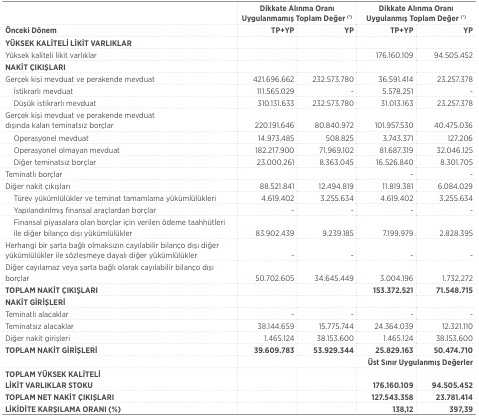 Dikkate Alınma Oranı Dikkate Alınma Oranı
Uygulanmamış Toplam Değer (*) Uygulanmış Toplam Değer (*)
Önceki Dönem TP+YP YP TP+YP YP
YÜKSEK KALİTELİ LİKİT VARLIKLAR
Yüksek kaliteli likit varlıklar 176.160.109 94.505.452
NAKİT ÇIKIŞLARI
Gerçek kişi mevduat ve perakende mevduat 421.696.662 232.573.780 36.591.414 23.257.378
İstikrarlı mevduat 111.565.029 - 5.578.251 -
Düşük istikrarlı mevduat 310.131.633 232.573.780 31.013.163 23.257.378
Gerçek kişi mevduat ve perakende mevduat
dışında kalan teminatsız borçlar 220.191.646 80.840.972 101.957.530 40.475.036
Operasyonel mevduat 14.973.485 508.825 3.743.371 127.206
Operasyonel olmayan mevduat 182.217.900 71.969.102 81.687.319 32.046.125
Diğer teminatsız borçlar 23.000.261 8.363.045 16.526.840 8.301.705
Teminatlı borçlar - -
Diğer nakit çıkışları 88.521.841 12.494.819 11.819.381 6.084.029
Türev yükümlülükler ve teminat tamamlama yükümlülükleri 4.619.402 3.255.634 4.619.402 3.255.634
Yapılandırılmış finansal araçlardan borçlar - - - -
Finansal piyasalara olan borçlar için verilen ödeme taahhütleri
ile diğer bilanço dışı yükümlülükler 83.902.439 9.239.185 7.199.979 2.828.395
Herhangi bir şarta bağlı olmaksızın cayılabilir bilanço dışı diğer
yükümlülükler ile sözleşmeye dayalı diğer yükümlülükler - - - -
Diğer cayılamaz veya şarta bağlı olarak cayılabilir bilanço dışı
borçlar 50.702.605 34.645.449 3.004.196 1.732.272
TOPLAM NAKİT ÇIKIŞLARI 153.372.521 71.548.715
NAKİT GİRİŞLERİ
Teminatlı alacaklar - - - -
Teminatsız alacaklar 38.144.659 15.775.744 24.364.039 12.321.110
Diğer nakit girişleri 1.465.124 38.153.600 1.465.124 38.153.600
TOPLAM NAKİT GİRİŞLERİ 39.609.783 53.929.344 25.829.163 50.474.710
Üst Sınır Uygulanmış Değerler
TOPLAM YÜKSEK KALİTELİ
LİKİT VARLIKLAR STOKU 176.160.109 94.505.452
TOPLAM NET NAKİT ÇIKIŞLARI 127.543.358 23.781.414
LİKİDİTE KARŞILAMA ORANI (%) 138,12 397,39